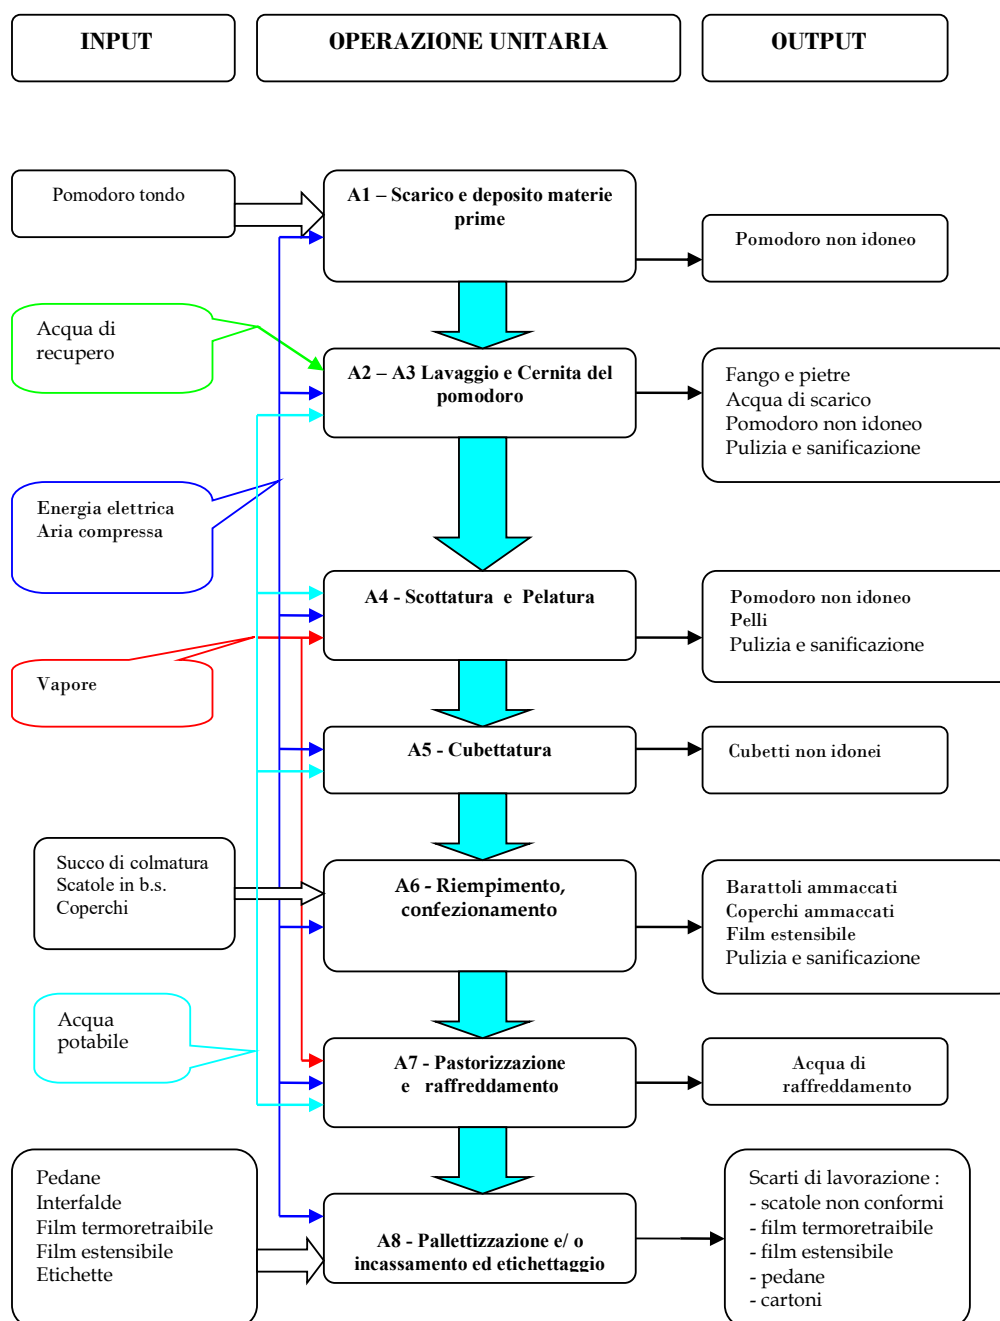 INPUT
OPERAZIONE UNITARIA
OUTPUT
Pomodoro tondo
A1 – Scarico e deposito materie
prime
Pomodoro non idoneo
Acqua di
recupero
A2 – A3 Lavaggio e Cernita del
pomodoro
Fango e pietre
Acqua di scarico
Pomodoro non idoneo
Pulizia e sanificazione
Energia elettrica
Aria compressa
A4 - Scottatura e Pelatura
Pomodoro non idoneo
Pelli
Pulizia e sanificazione
Vapore
A5 - Cubettatura
Cubetti non idonei
Succo di colmatura
Scatole in b.s.
Coperchi
A6 - Riempimento,
confezionamento
Barattoli ammaccati
Coperchi ammaccati
Film estensibile
Pulizia e sanificazione
Acqua
potabile
A7 - Pastorizzazione
e raffreddamento
Acqua di
raffreddamento
Pedane
Interfalde
Film termoretraibile
Film estensibile
Etichette
A8 - Pallettizzazione e/ o
incassamento ed etichettaggio
Scarti di lavorazione :
- scatole non conformi
- film termoretraibile
- film estensibile
- pedane
- cartoni